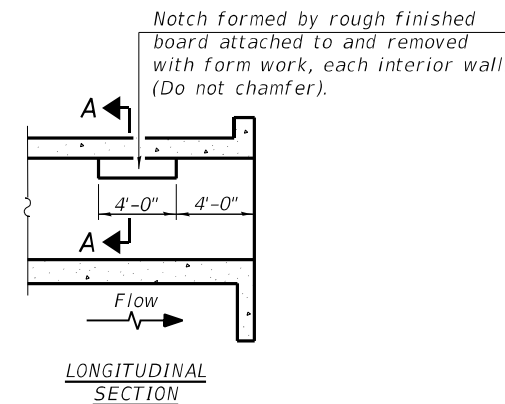 Notch formed by rough finished
board attached to and removed
with form work, each interior wall
(Do not chamfer).
A
4'-0" 4'-0"
A
Flow
LONGITUDINAL
SECTION